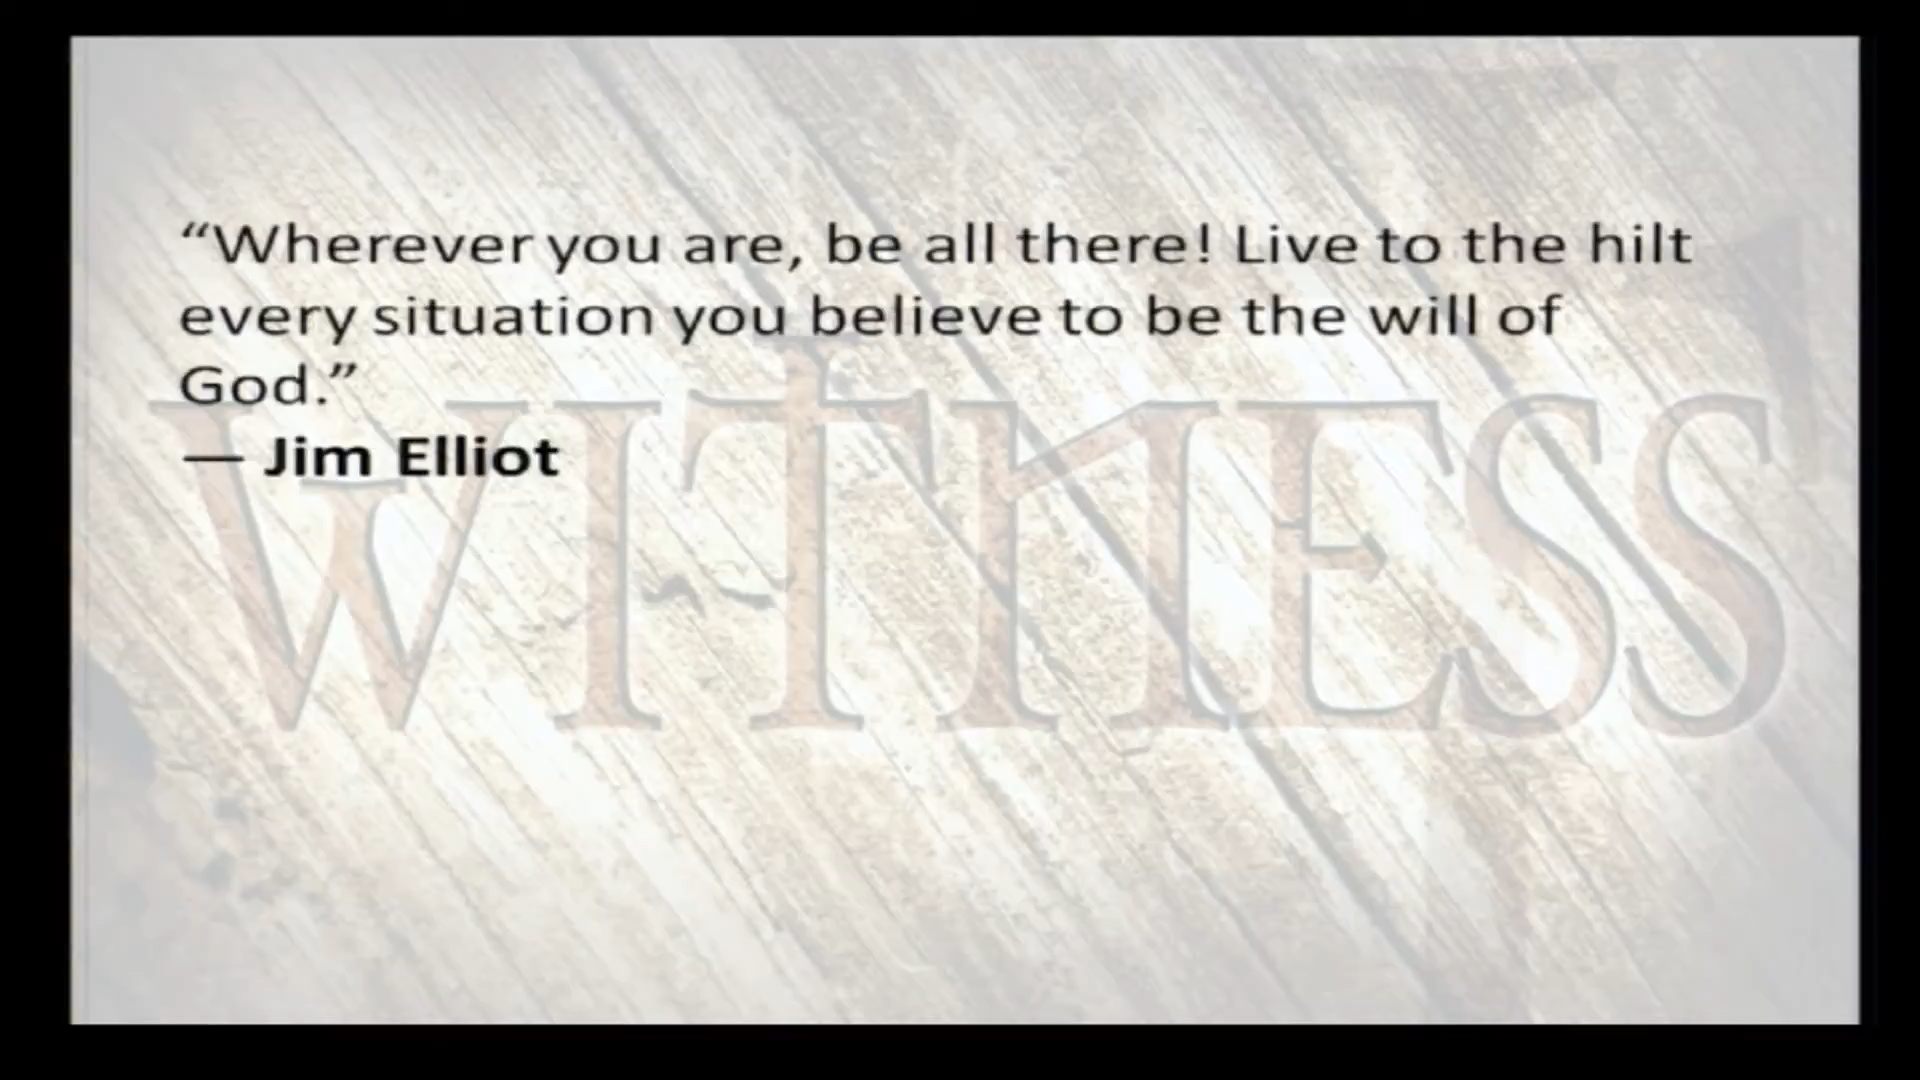 “Wherever you are, be all there! Live to the hilt
every situation you believe to be the will of
God.”
— Jim Elliot
WITNESS